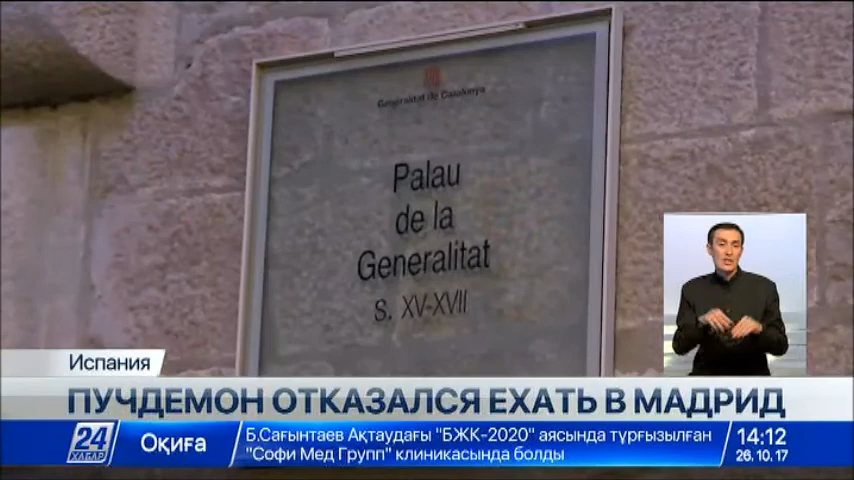 Generalitat de Catalunya
Palau
de la
Generalitat
S. XV-XVII
Испания
ПУЧДЕМОН ОТКАЗАЛСЯ ЕХАТЬ В МАДРИД
24
ХАБАР
Оқиға
Б.Сағынтаев Ақтаудағы "БЖК-2020" аясында тұрғызылған
"Софи Мед Групп" клиникасында болды
14:12
26.10.17